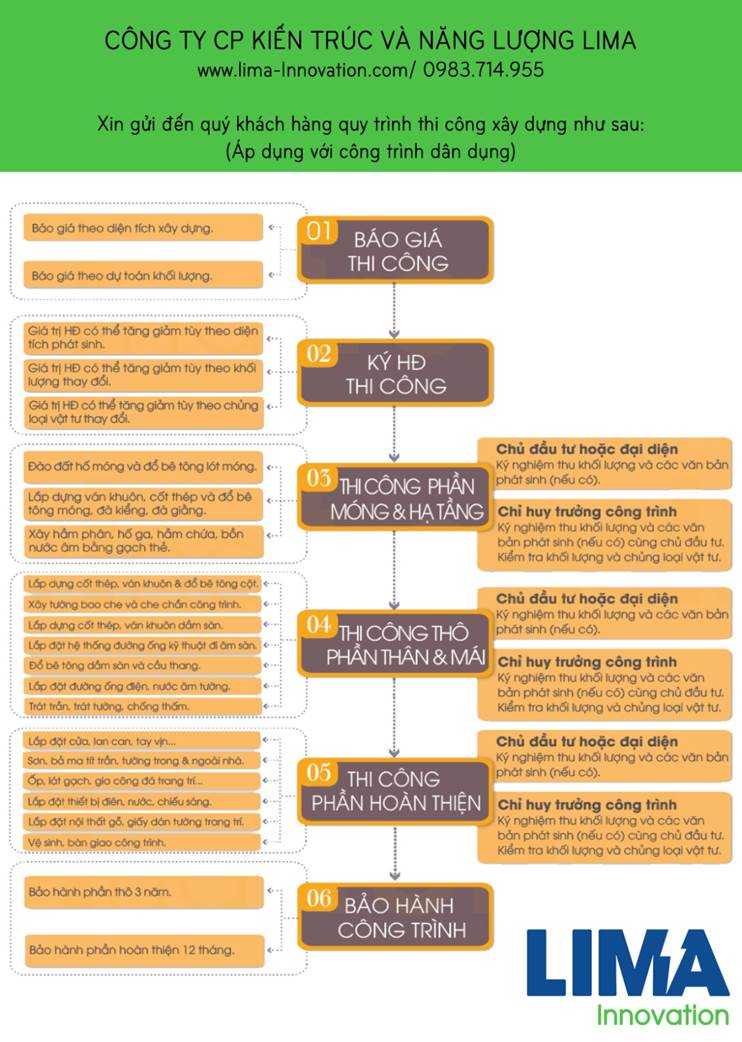 CÔNG TY CP KIẾN TRÚC VÀ NĂNG LƯỢNG LIMA
www.lima-Innovation.com/ 0983.714.955
Xin gửi đến quý khách hàng quy trình thi công xây dựng như sau:
(Áp dụng với công trình dân dụng)
01
BÁO GIÁ
THI CÔNG
Báo giá theo diện tích xây dựng.
Báo giá theo dự toán khối lượng.
02
KÝ HĐ
THI CÔNG
Giá trị HĐ có thể tăng giảm tùy theo diện
tích phát sinh.
Giá trị HĐ có thể tăng giảm tùy theo khối
lượng thay đổi.
Giá trị HĐ có thể tăng giảm tùy theo chủng
loại vật tư thay đổi.
03
THI CÔNG PHẦN
MÓNG & HẠ TẦNG
Đào đất hố móng và đổ bê tông lót móng.
Lắp dựng ván khuôn, cốt thép và đổ bê
tông móng, đà kiềng, đà giằng.
Xây hầm phân, hố ga, hầm chứa, bồn
nước âm bằng gạch thẻ.
Chủ đầu tư hoặc đại diện
Ký nghiệm thu khối lượng và các văn bản
phát sinh (nếu có).
Chỉ huy trưởng công trình
Ký nghiệm thu khối lượng và các văn
bản phát sinh (nếu có) cùng chủ đầu tư.
Kiểm tra khối lượng và chủng loại vật tư.
04
THI CÔNG THÔ
PHẦN THÂN & MÁI
Lắp dựng cốt thép, ván khuôn & đổ bê tông cột.
Xây tường bao che và che chắn công trình.
Lắp dựng cốt thép, ván khuôn dầm sàn.
Lắp đặt hệ thống đường ống kỹ thuật đi âm sàn.
Đổ bê tông dầm sàn và cầu thang.
Lắp đặt đường ống điện, nước âm tường.
Trát trần, trát tường, chống thấm.
Chủ đầu tư hoặc đại diện
Ký nghiệm thu khối lượng và các văn bản
phát sinh (nếu có).
Chỉ huy trưởng công trình
Ký nghiệm thu khối lượng và các văn
bản phát sinh (nếu có) cùng chủ đầu tư.
Kiểm tra khối lượng và chủng loại vật tư.
05
THI CÔNG
PHẦN HOÀN THIỆN
Lắp đặt cửa, lan can, tay vịn...
Sơn, bả ma tít trần, tường trong & ngoài nhà.
Ốp, lát gạch, gia công đá trang trí...
Lắp đặt thiết bị điện, nước, chiếu sáng.
Lắp đặt nội thất gỗ, giấy dán tường trang trí.
Vệ sinh, bàn giao công trình.
Chủ đầu tư hoặc đại diện
Ký nghiệm thu khối lượng và các văn bản
phát sinh (nếu có).
Chỉ huy trưởng công trình
Ký nghiệm thu khối lượng và các văn
bản phát sinh (nếu có) cùng chủ đầu tư.
Kiểm tra khối lượng và chủng loại vật tư.
06
BẢO HÀNH
CÔNG TRÌNH
Bảo hành phần thô 3 năm.
Bảo hành phần hoàn thiện 12 tháng.
LIMA
Innovation